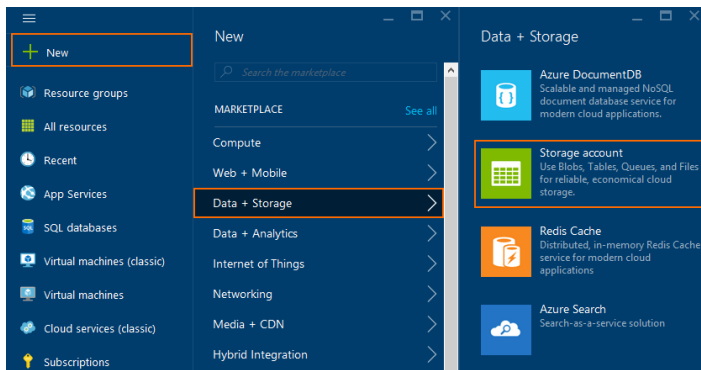 New
Resource groups
All resources
Recent
App Services
SQL databases
Virtual machines (classic)
Virtual machines
Cloud services (classic)
Subscriptions
New
Search the marketplace
MARKETPLACE
See all
Compute
Web + Mobile
Data + Storage
Data + Analytics
Internet of Things
Networking
Media + CDN
Hybrid Integration
Data + Storage
Azure DocumentDB
Scalable and managed NoSQL
document database service for
modern cloud applications.
Storage account
Use Blobs, Tables, Queues, and Files
for reliable, economical cloud
storage.
Redis Cache
Distributed, in-memory Redis Cache
service for modern cloud
applications
Azure Search
Search-as-a-service solution